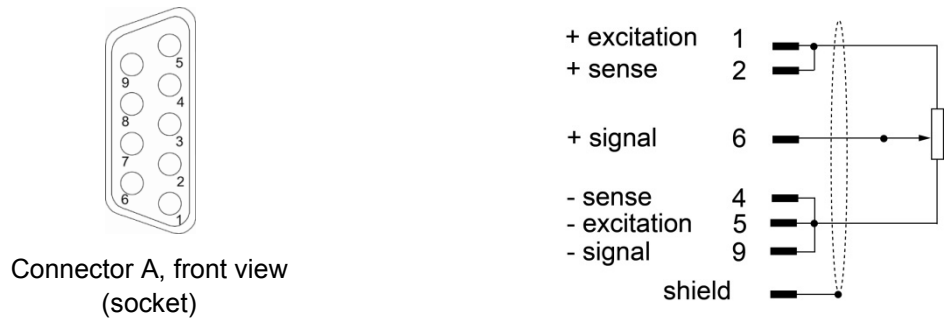 5
9
4
8
3
7
2
6
1
Connector A, front view
(socket)
+ excitation 1
+ sense 2
+ signal 6
- sense 4
- excitation 5
- signal 9
shield